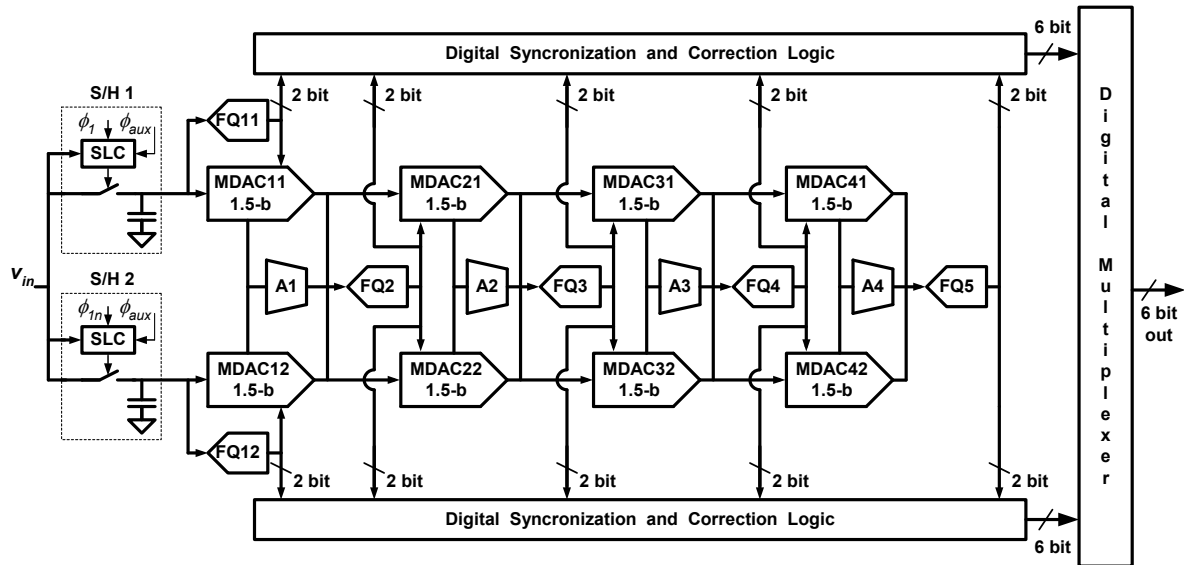 6 bit
Digital Syncronization and Correction Logic
S/H 1
ϕ1 ϕaux
SLC
2 bit 2 bit 2 bit 2 bit 2 bit
FQ11
MDAC11
1.5-b
MDAC21
1.5-b
MDAC31
1.5-b
MDAC41
1.5-b
vin
A1 FQ2 A2 FQ3 A3 FQ4 A4 FQ5
S/H 2
ϕ1n ϕaux
SLC
MDAC12
1.5-b
MDAC22
1.5-b
MDAC32
1.5-b
MDAC42
1.5-b
FQ12
2 bit 2 bit 2 bit 2 bit 2 bit
Digital Syncronization and Correction Logic
6 bit
Digital Multiplexer
6 bit
out